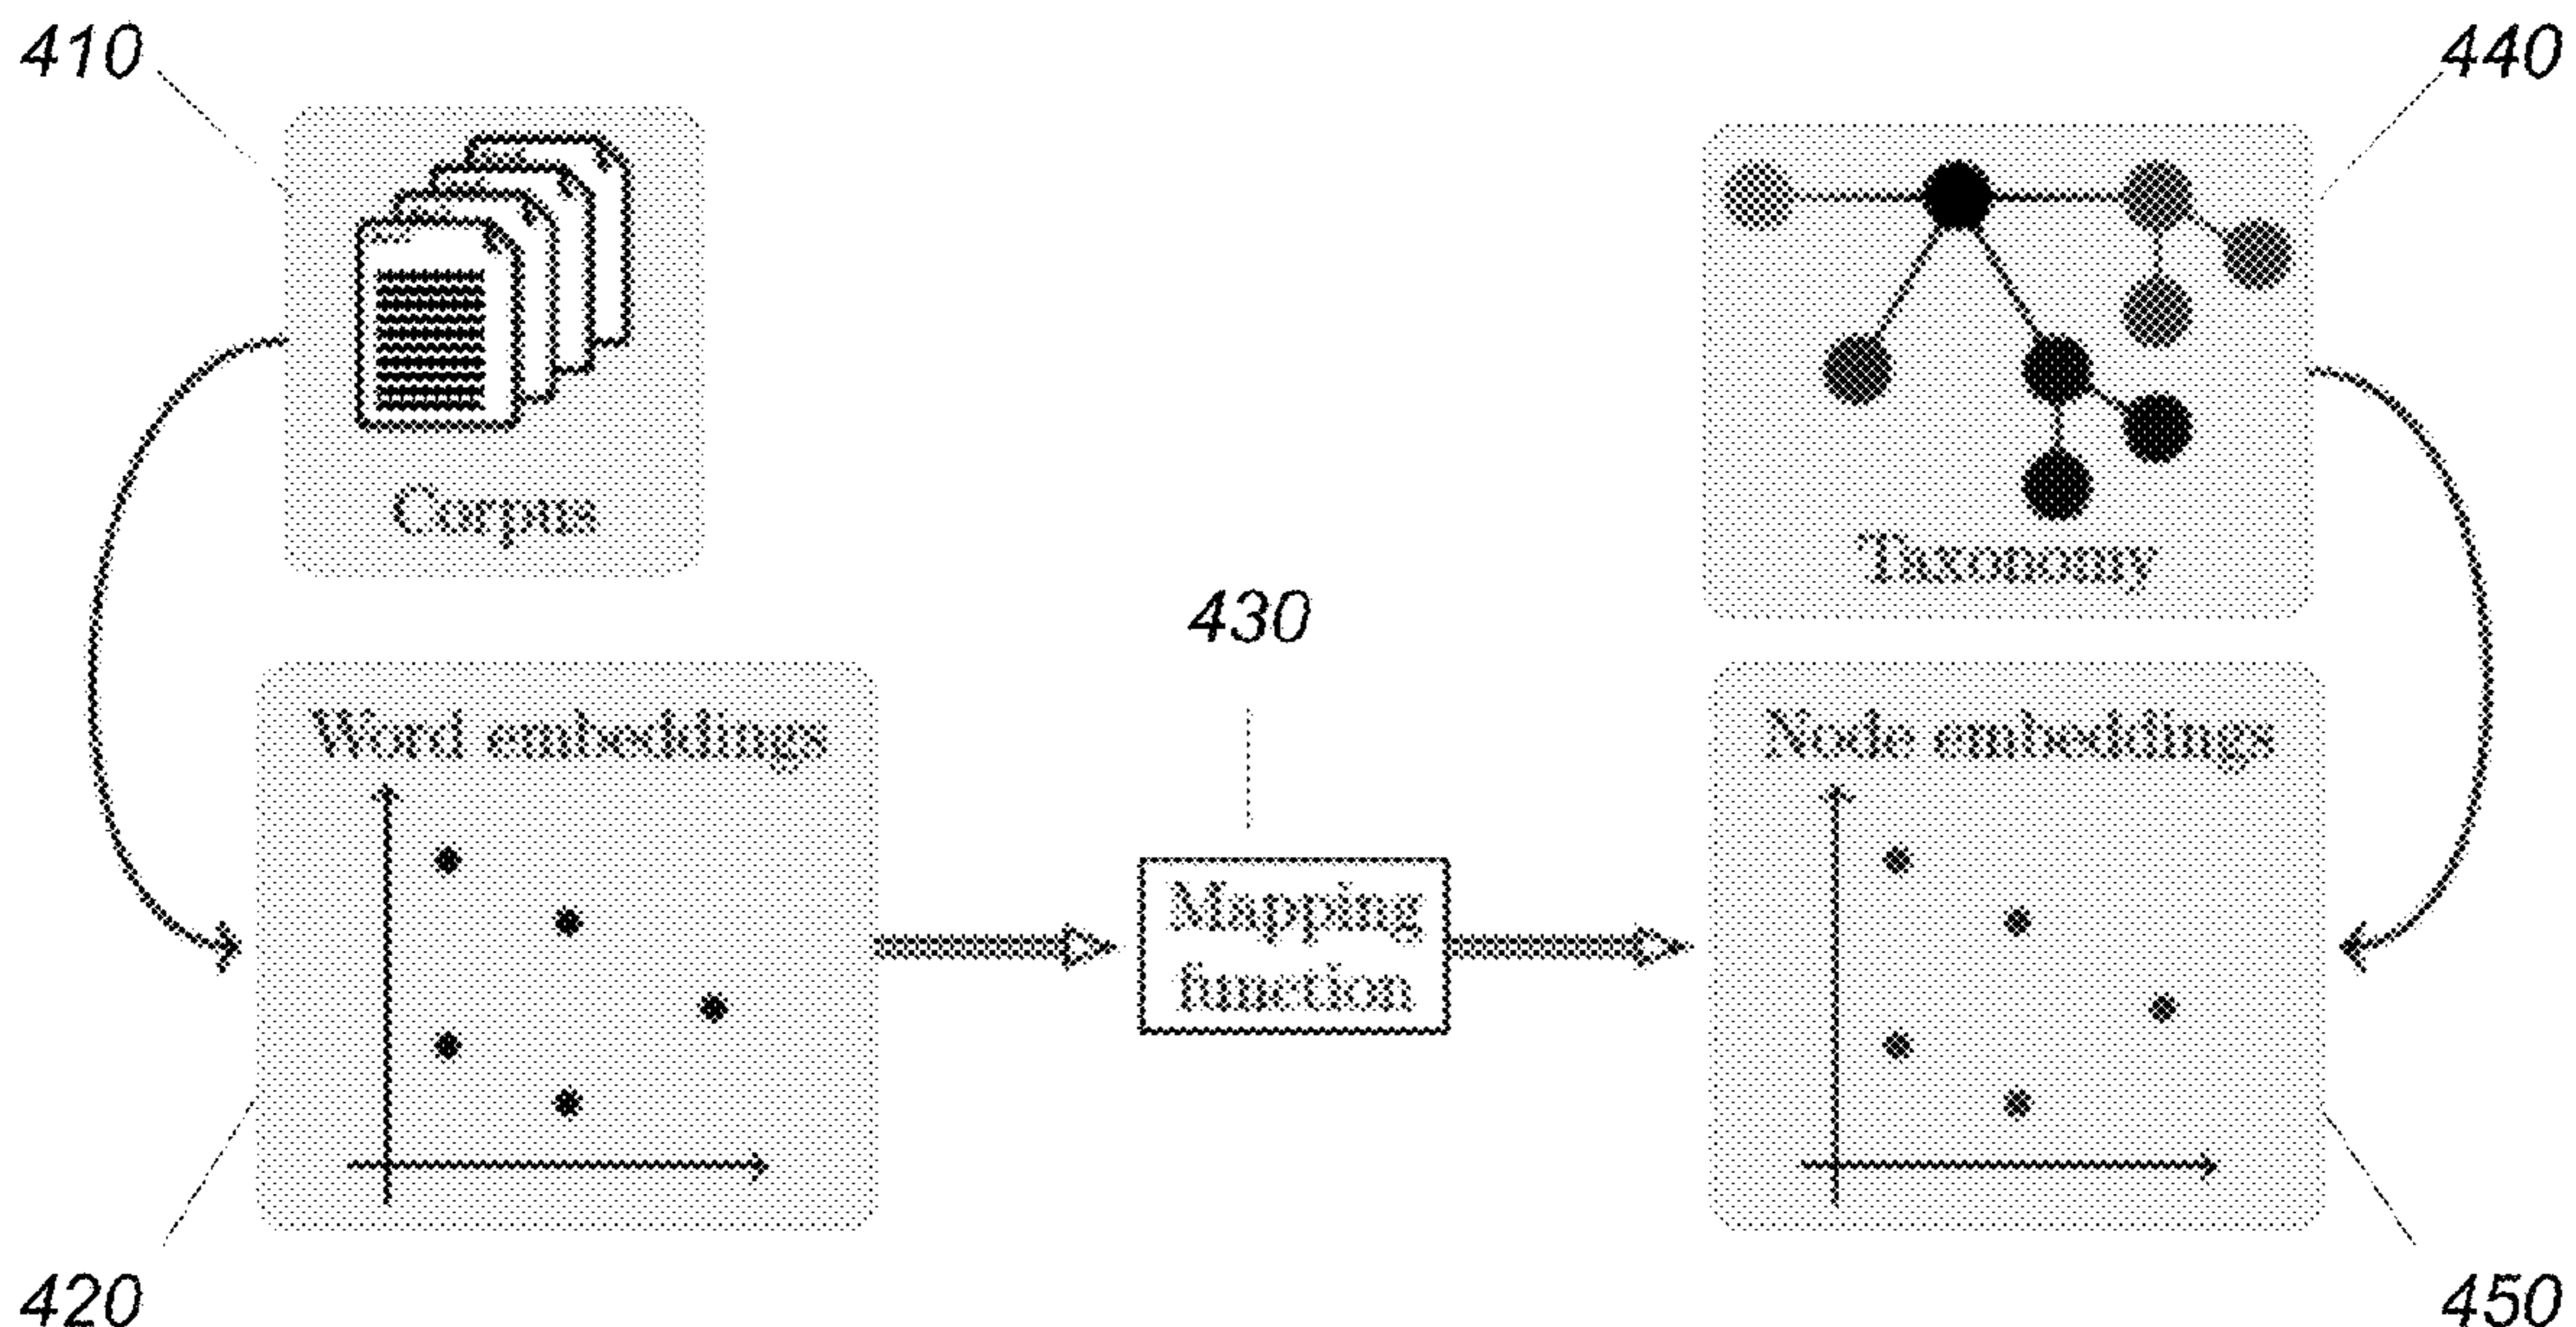 410
440
Corpus
Taxonomy
430
Word embeddings
Node embeddings
Mapping
function
420
450